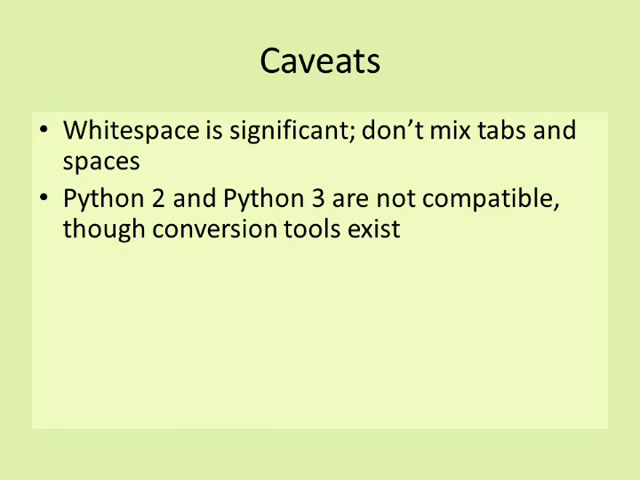 Caveats
• Whitespace is significant; don’t mix tabs and
spaces
• Python 2 and Python 3 are not compatible,
though conversion tools exist